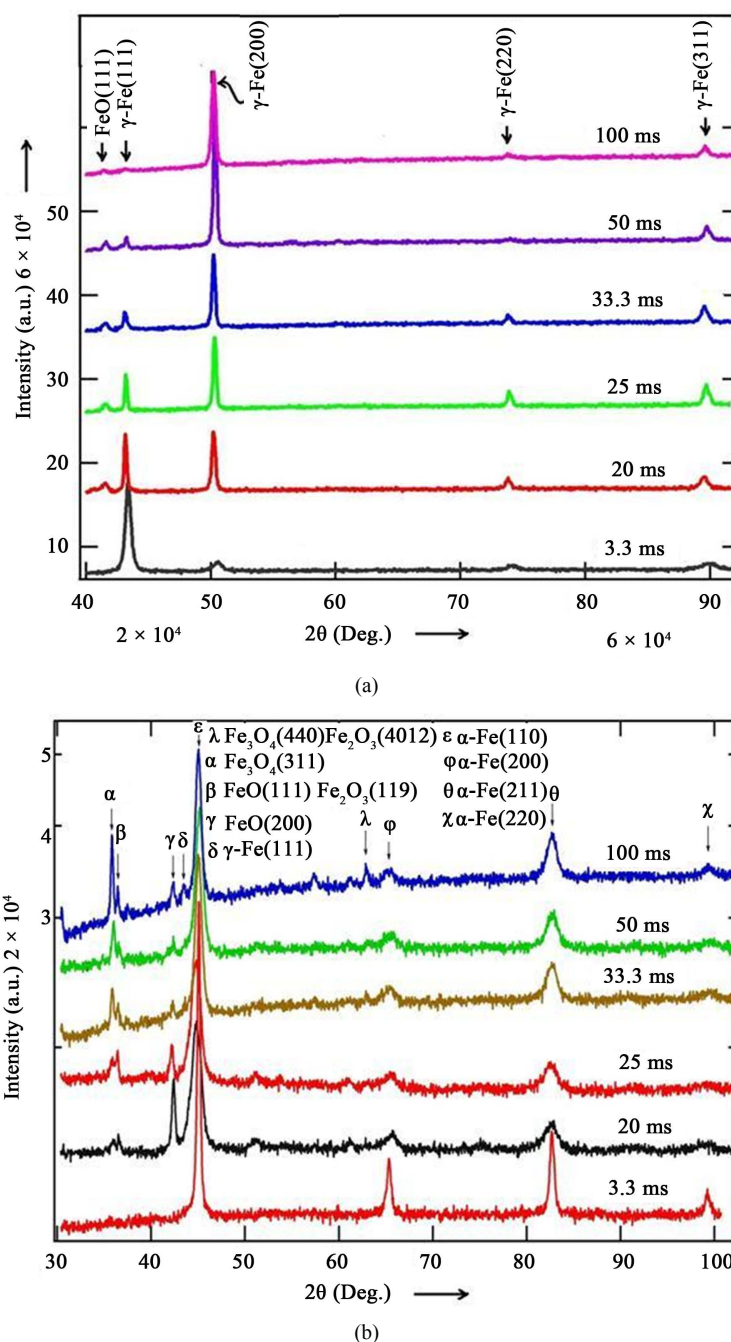 FeO(111)
γ-Fe(111)
γ-Fe(200)
γ-Fe(220)
γ-Fe(311)
100 ms
50 ms
33.3 ms
25 ms
20 ms
3.3 ms
Intensity (a.u.) 6 × 10⁴
50
40
30
20
10
40 50 60 70 80 90
2 × 10⁴ 2θ (Deg.) 6 × 10⁴
(a)
ε λ Fe₃O₄(440)Fe₂O₃(4012) ε α-Fe(110)
α Fe₃O₄(311) φα-Fe(200)
β FeO(111) Fe₂O₃(119) θα-Fe(211)θ
γ FeO(200) χα-Fe(220)
δ γ-Fe(111)
α
β
γ δ
λ φ
χ
100 ms
50 ms
33.3 ms
25 ms
20 ms
3.3 ms
Intensity (a.u.) 2 × 10⁴
5
4
3
30 40 50 60 70 80 90 100
2θ (Deg.)
(b)